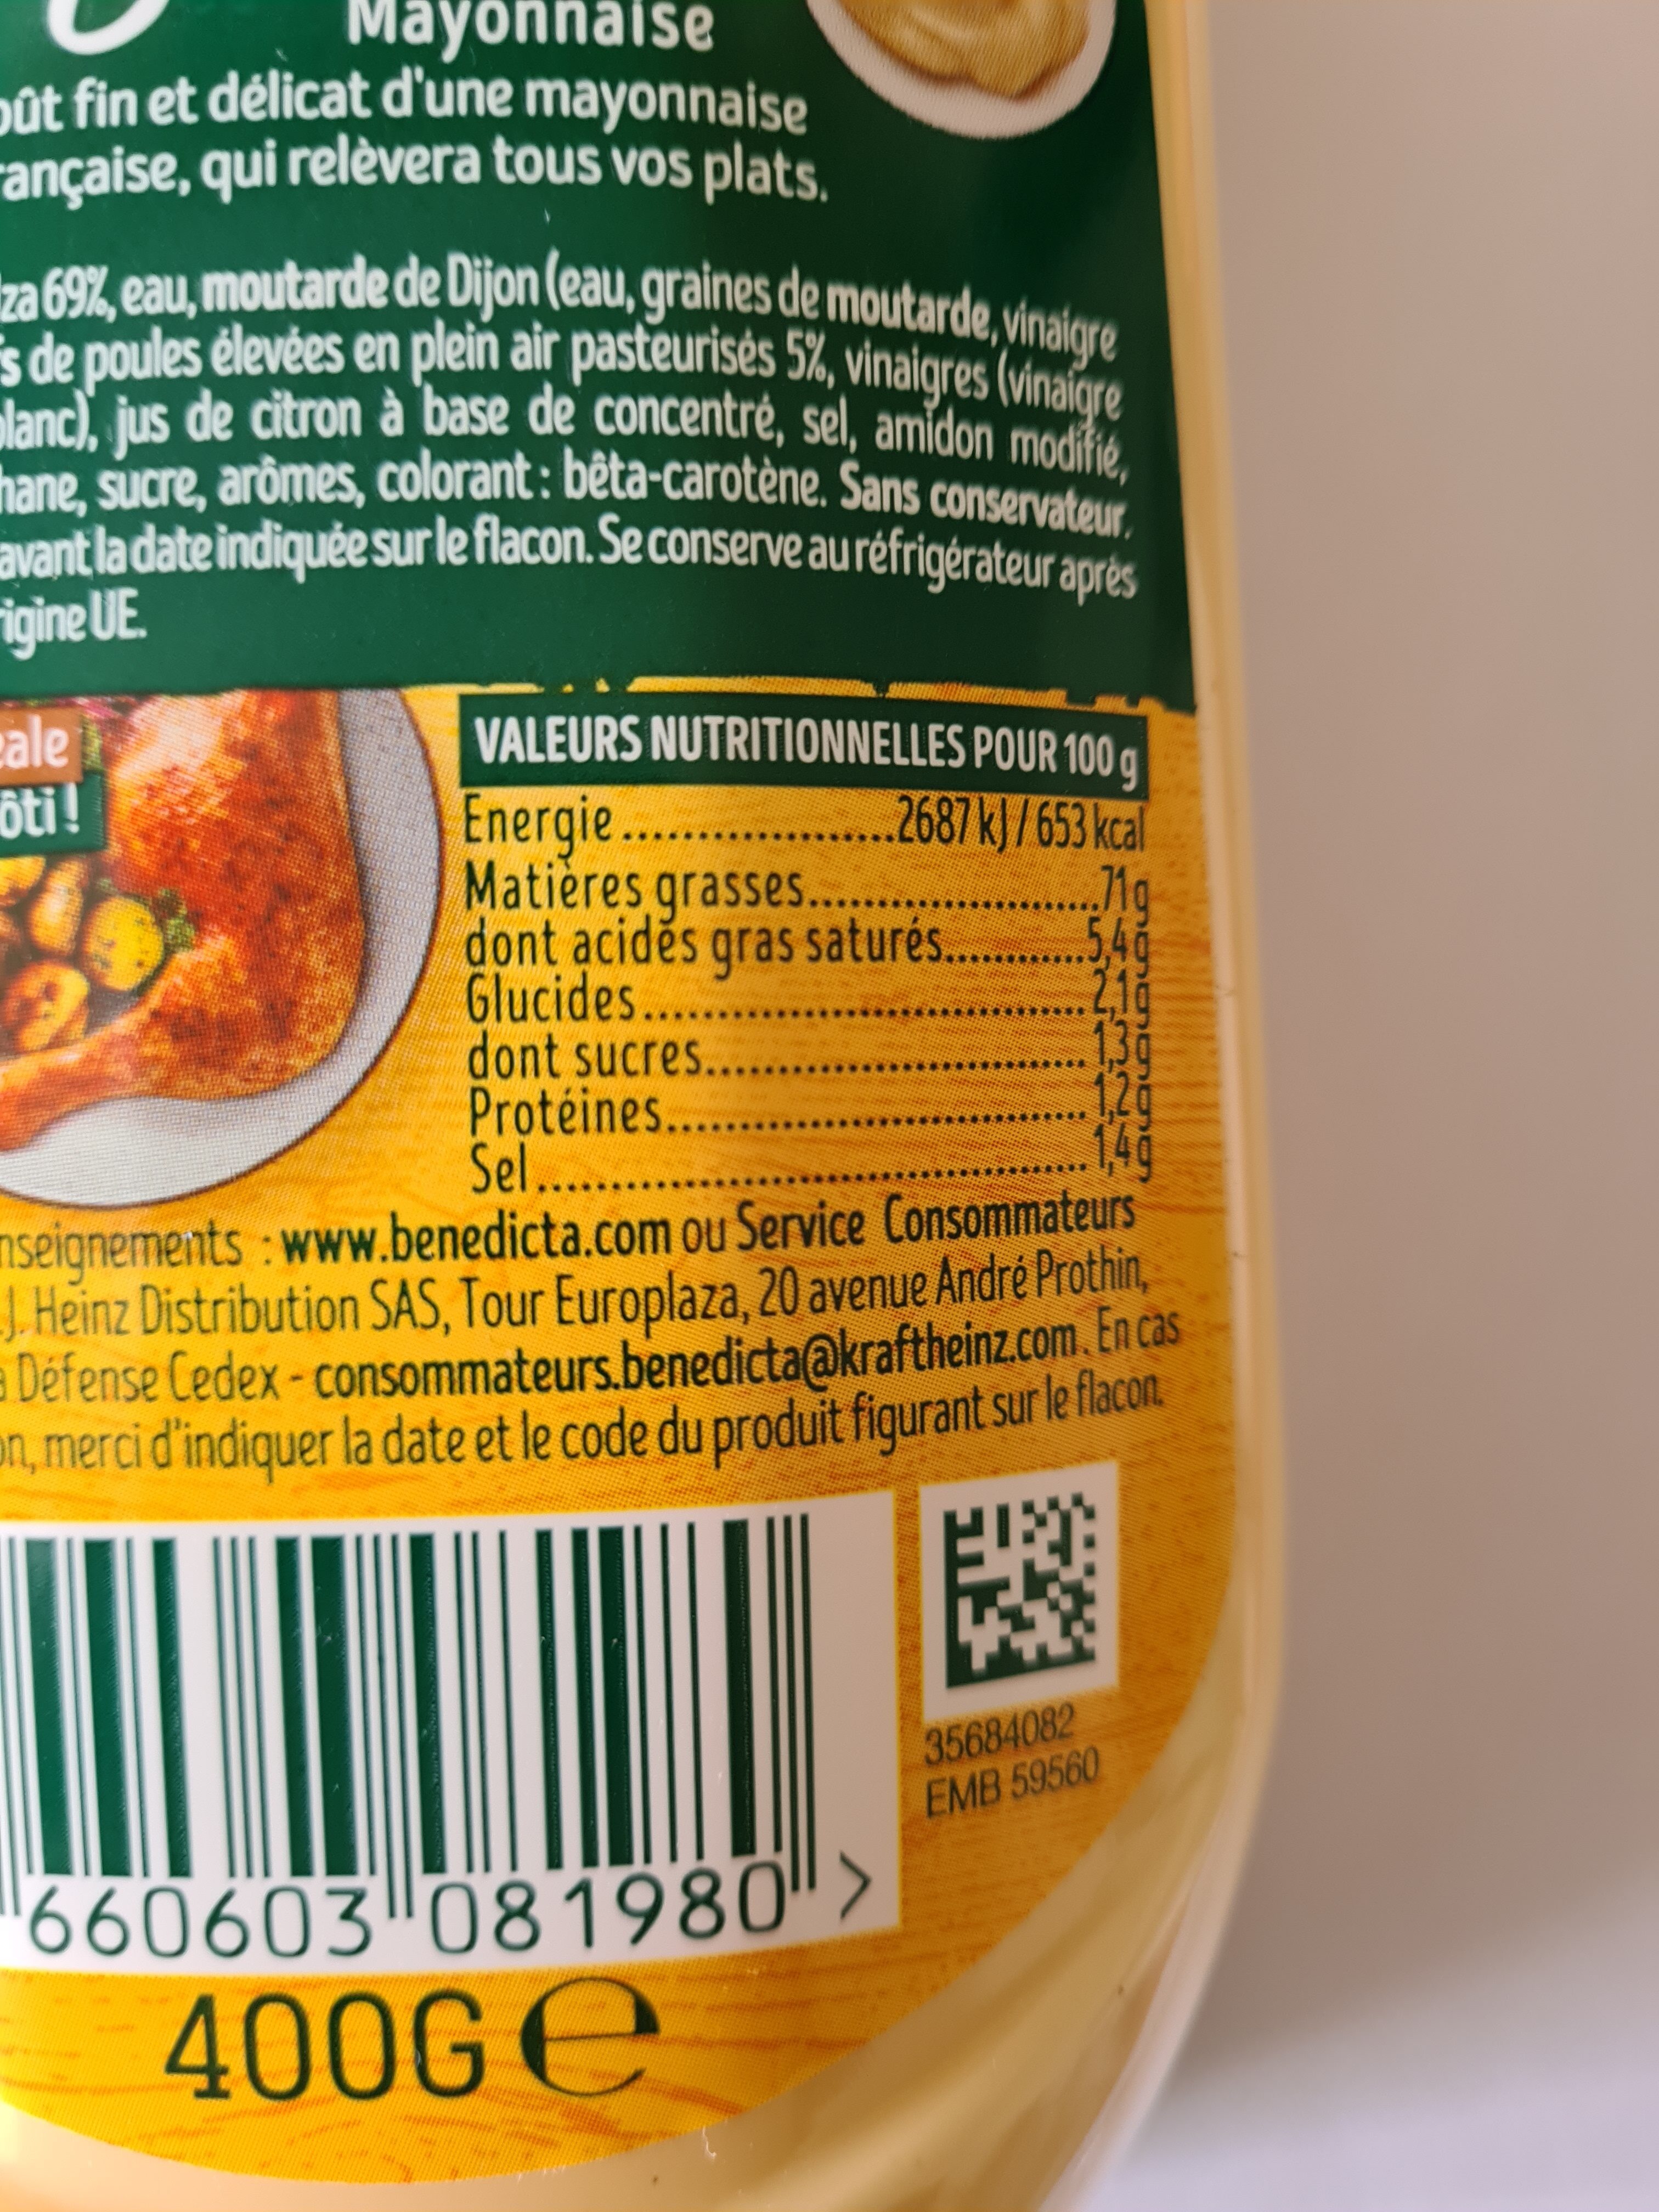 Mayonnaise
oût fin et délicat d'une mayonnaise
rançaise, qui relèvera tous vos plats.
za 69%, eau, moutarde de Dijon (eau, graines de moutarde, vinaigre
fs de poules élevées en plein air pasteurisés 5%, vinaigres (vinaigre
blanc), jus de citron à base de concentré, sel, amidon modifié,
hane, sucre, arômes, colorant : bêta-carotène. Sans conservateur.
avant la date indiquée sur le flacon. Se conserve au réfrigérateur après
rigine UE.
éale
ôti !
VALEURS NUTRITIONNELLES POUR 100 g
Energie....................2687 kJ / 653 kcal
Matières grasses....................71g
dont acides gras saturés............5,4g
Glucides....................2,1g
dont sucres....................1,3g
Protéines....................1,2g
Sel....................1,4g
nseignements : www.benedicta.com ou Service Consommateurs
.J. Heinz Distribution SAS, Tour Europlaza, 20 avenue André Prothin,
a Défense Cedex - consommateurs.benedicta@kraftheinz.com. En cas
on, merci d'indiquer la date et le code du produit figurant sur le flacon.
35684082
EMB 59560
660603 081980 >
400G e